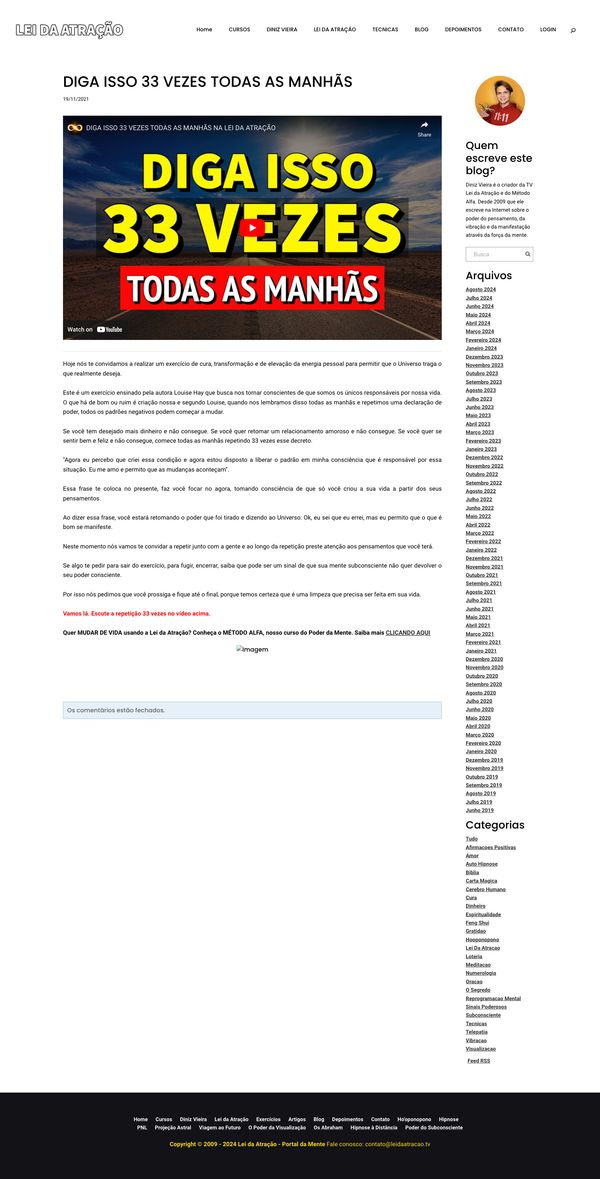 LEI DA ATRAÇÃO
Home CURSOS DINIZ VIEIRA LEI DA ATRAÇÃO TECNICAS BLOG DEPOIMENTOS CONTATO LOGIN
DIGA ISSO 33 VEZES TODAS AS MANHÃS
19/11/2021
DIGA ISSO 33 VEZES TODAS AS MANHÃS NA LEI DA ATRAÇÃO
Share
DIGA ISSO
33 VEZES
TODAS AS MANHÃS
Watch on YouTube
Hoje nós te convidamos a realizar um exercício de cura, transformação e de elevação da energia pessoal para permitir que o Universo traga o
que realmente deseja.
Este é um exercício ensinado pela autora Louise Hay que busca nos tornar conscientes de que somos os únicos responsáveis por nossa vida.
O que há de bom ou ruim é criação nossa e segundo Louise, quando nos lembramos disso todas as manhãs e repetimos uma declaração de
poder, todos os padrões negativos podem começar a mudar.
Se você tem desejado mais dinheiro e não consegue. Se você quer retomar um relacionamento amoroso e não consegue. Se você quer se
sentir bem e feliz e não consegue, comece todas as manhãs repetindo 33 vezes esse decreto.
"Agora eu percebo que criei essa condição e agora estou disposto a liberar o padrão em minha consciência que é responsável por essa
situação. Eu me amo e permito que as mudanças aconteçam".
Essa frase te coloca no presente, faz você focar no agora, tomando consciência de que só você criou a sua vida a partir dos seus
pensamentos.
Ao dizer essa frase, você estará retomando o poder que foi tirado e dizendo ao Universo: Ok, eu sei que eu errei, mas eu permito que o que é
bom se manifeste.
Neste momento nós vamos te convidar a repetir junto com a gente e ao longo da repetição preste atenção aos pensamentos que você terá.
Se algo te pedir para sair do exercício, para fugir, encerrar, saiba que pode ser um sinal de que sua mente subconsciente não quer devolver o
seu poder consciente.
Por isso nós pedimos que você prossiga e fique até o final, porque temos certeza que é uma limpeza que precisa ser feita em sua vida.
Vamos lá. Escute a repetição 33 vezes no vídeo acima.
Quer MUDAR DE VIDA usando a Lei da Atração? Conheça o MÉTODO ALFA, nosso curso do Poder da Mente. Saiba mais CLICANDO AQUI
Imagem
Os comentários estão fechados.
11:11
Quem
escreve este
blog?
Diniz Vieira é o criador da TV
Lei da Atração e do Método
Alfa. Desde 2009 que ele
escreve na Internet sobre o
poder do pensamento, da
vibração e da manifestação
através da força da mente.
Busca
Arquivos
Agosto 2024
Julho 2024
Junho 2024
Maio 2024
Abril 2024
Março 2024
Fevereiro 2024
Janeiro 2024
Dezembro 2023
Novembro 2023
Outubro 2023
Setembro 2023
Agosto 2023
Julho 2023
Junho 2023
Maio 2023
Abril 2023
Março 2023
Fevereiro 2023
Janeiro 2023
Dezembro 2022
Novembro 2022
Outubro 2022
Setembro 2022
Agosto 2022
Julho 2022
Junho 2022
Maio 2022
Abril 2022
Março 2022
Fevereiro 2022
Janeiro 2022
Dezembro 2021
Novembro 2021
Outubro 2021
Setembro 2021
Agosto 2021
Julho 2021
Junho 2021
Maio 2021
Abril 2021
Março 2021
Fevereiro 2021
Janeiro 2021
Dezembro 2020
Novembro 2020
Outubro 2020
Setembro 2020
Agosto 2020
Julho 2020
Junho 2020
Maio 2020
Abril 2020
Março 2020
Fevereiro 2020
Janeiro 2020
Dezembro 2019
Novembro 2019
Outubro 2019
Setembro 2019
Agosto 2019
Julho 2019
Junho 2019
Categorias
Tudo
Afirmacoes Positivas
Amor
Auto Hipnose
Biblia
Carta Magica
Cerebro Humano
Cura
Dinheiro
Espiritualidade
Feng Shui
Gratidao
Hooponopono
Lei Da Atracao
Loteria
Meditacao
Numerologia
Oracao
O Segredo
Reprogramacao Mental
Sinais Poderosos
Subconsciente
Tecnicas
Telepatia
Vibracao
Visualizacao
Feed RSS
Home Cursos Diniz Vieira Lei da Atração Exercícios Artigos Blog Depoimentos Contato Ho'oponopono Hipnose
PNL Projeção Astral Viagem ao Futuro O Poder da Visualização Os Abraham Hipnose à Distância Poder do Subconsciente
Copyright © 2009 - 2024 Lei da Atração - Portal da Mente Fale conosco: contato@leidaatracao.tv